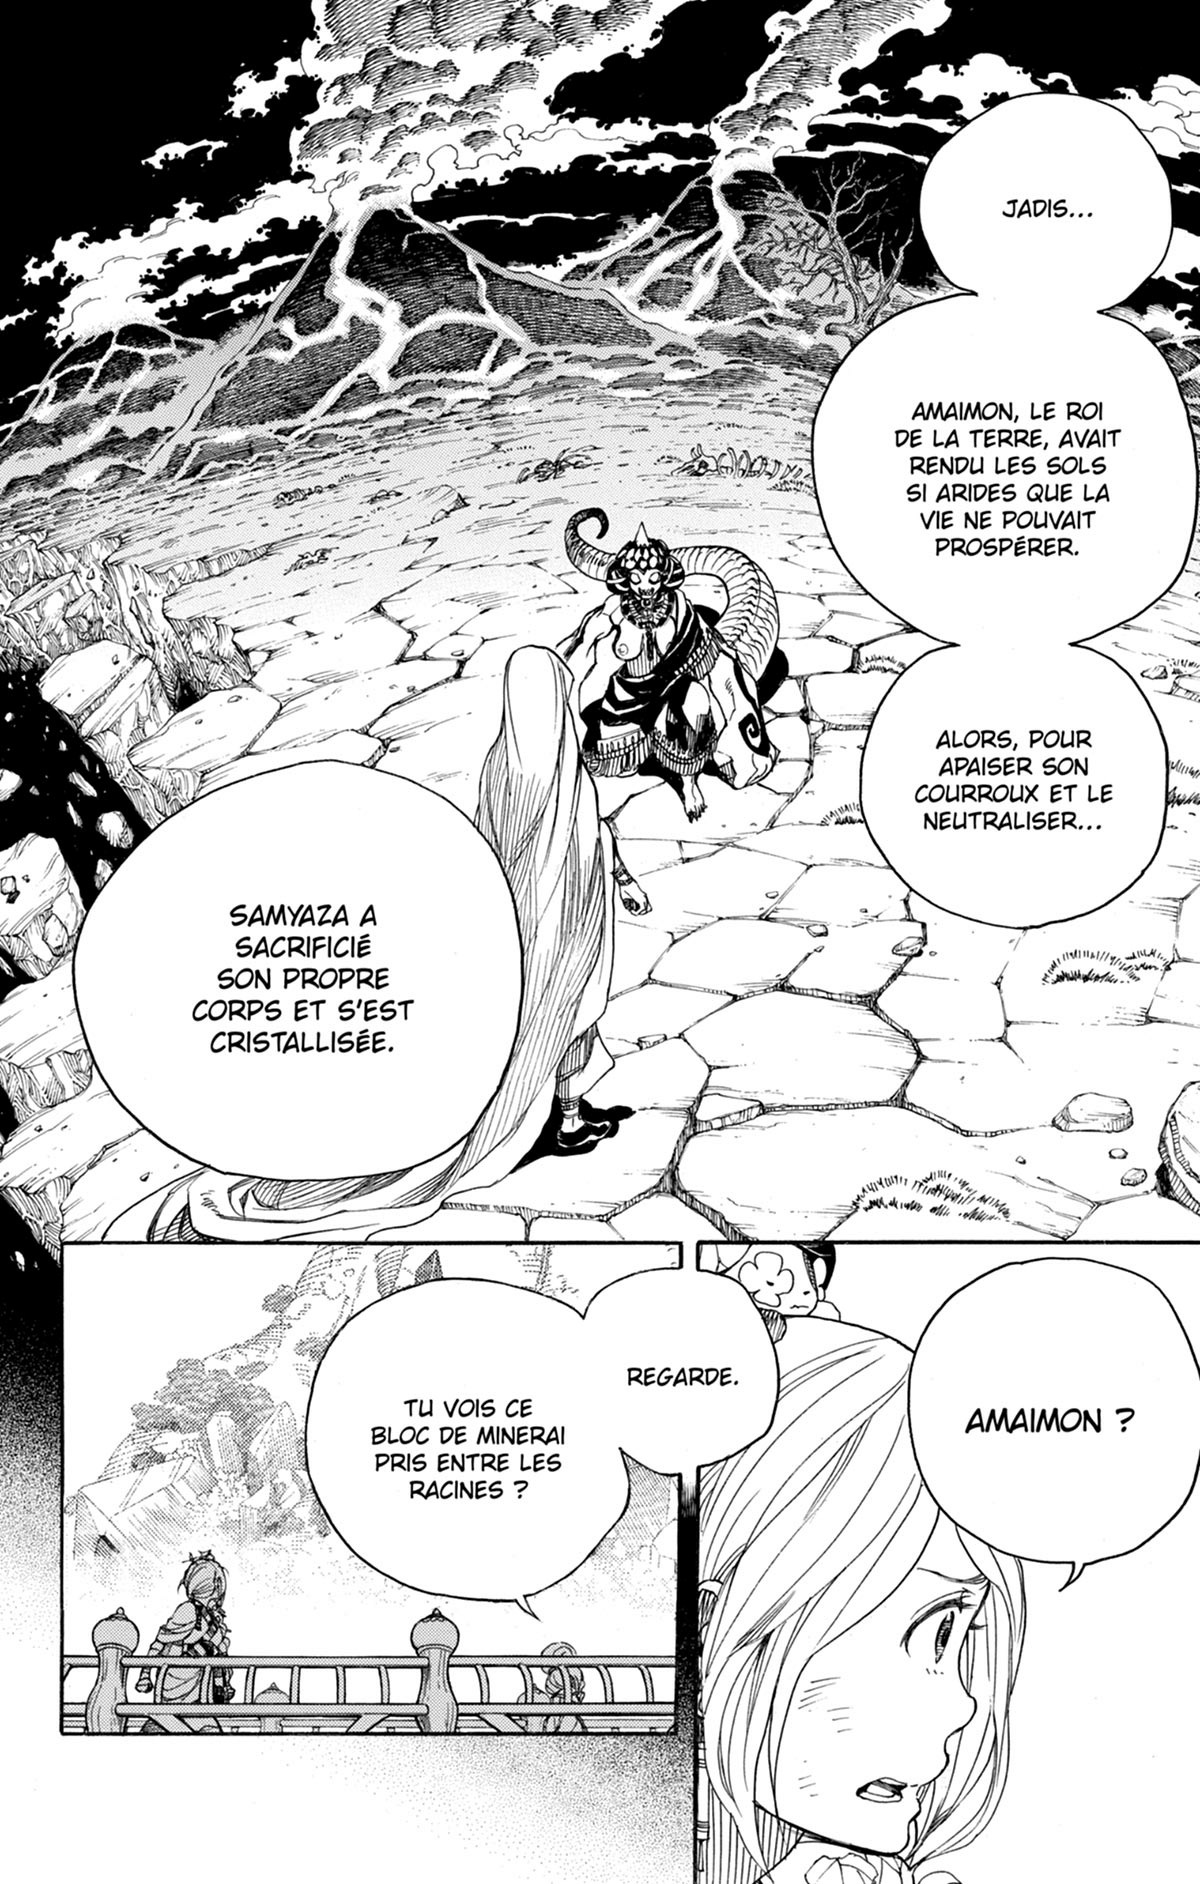 JADIS...
AMAIMON, LE ROI
DE LA TERRE, AVAIT
RENDU LES SOLS
SI ARIDES QUE LA
VIE NE POUVAIT
PROSPÉRER.
ALORS, POUR
APAISER SON
COURROUX ET LE
NEUTRALISER...
SAMYAZA A
SACRIFICIÉ
SON PROPRE
CORPS ET S'EST
CRISTALLISÉE.
AMAIMON ?
REGARDE.
TU VOIS CE
BLOC DE MINERAI
PRIS ENTRE LES
RACINES ?